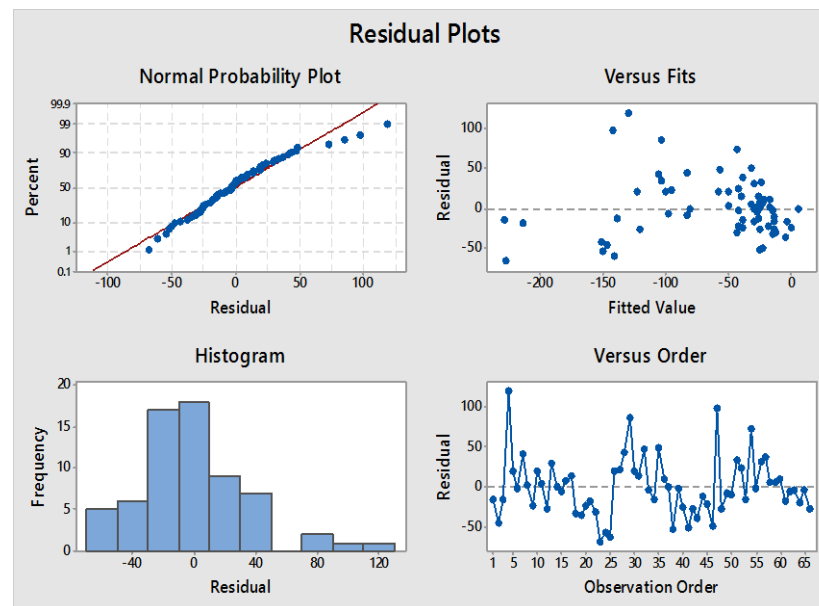 Residual Plots
Normal Probability Plot
99.9
99
90
50
10
1
0.1
Percent
-100 -50 0 50 100
Residual
Versus Fits
100
50
0
-50
Residual
-200 -150 -100 -50 0
Fitted Value
Histogram
20
15
10
5
0
Frequency
-40 0 40 80 120
Residual
Versus Order
100
50
0
-50
Residual
1 5 10 15 20 25 30 35 40 45 50 55 60 65
Observation Order